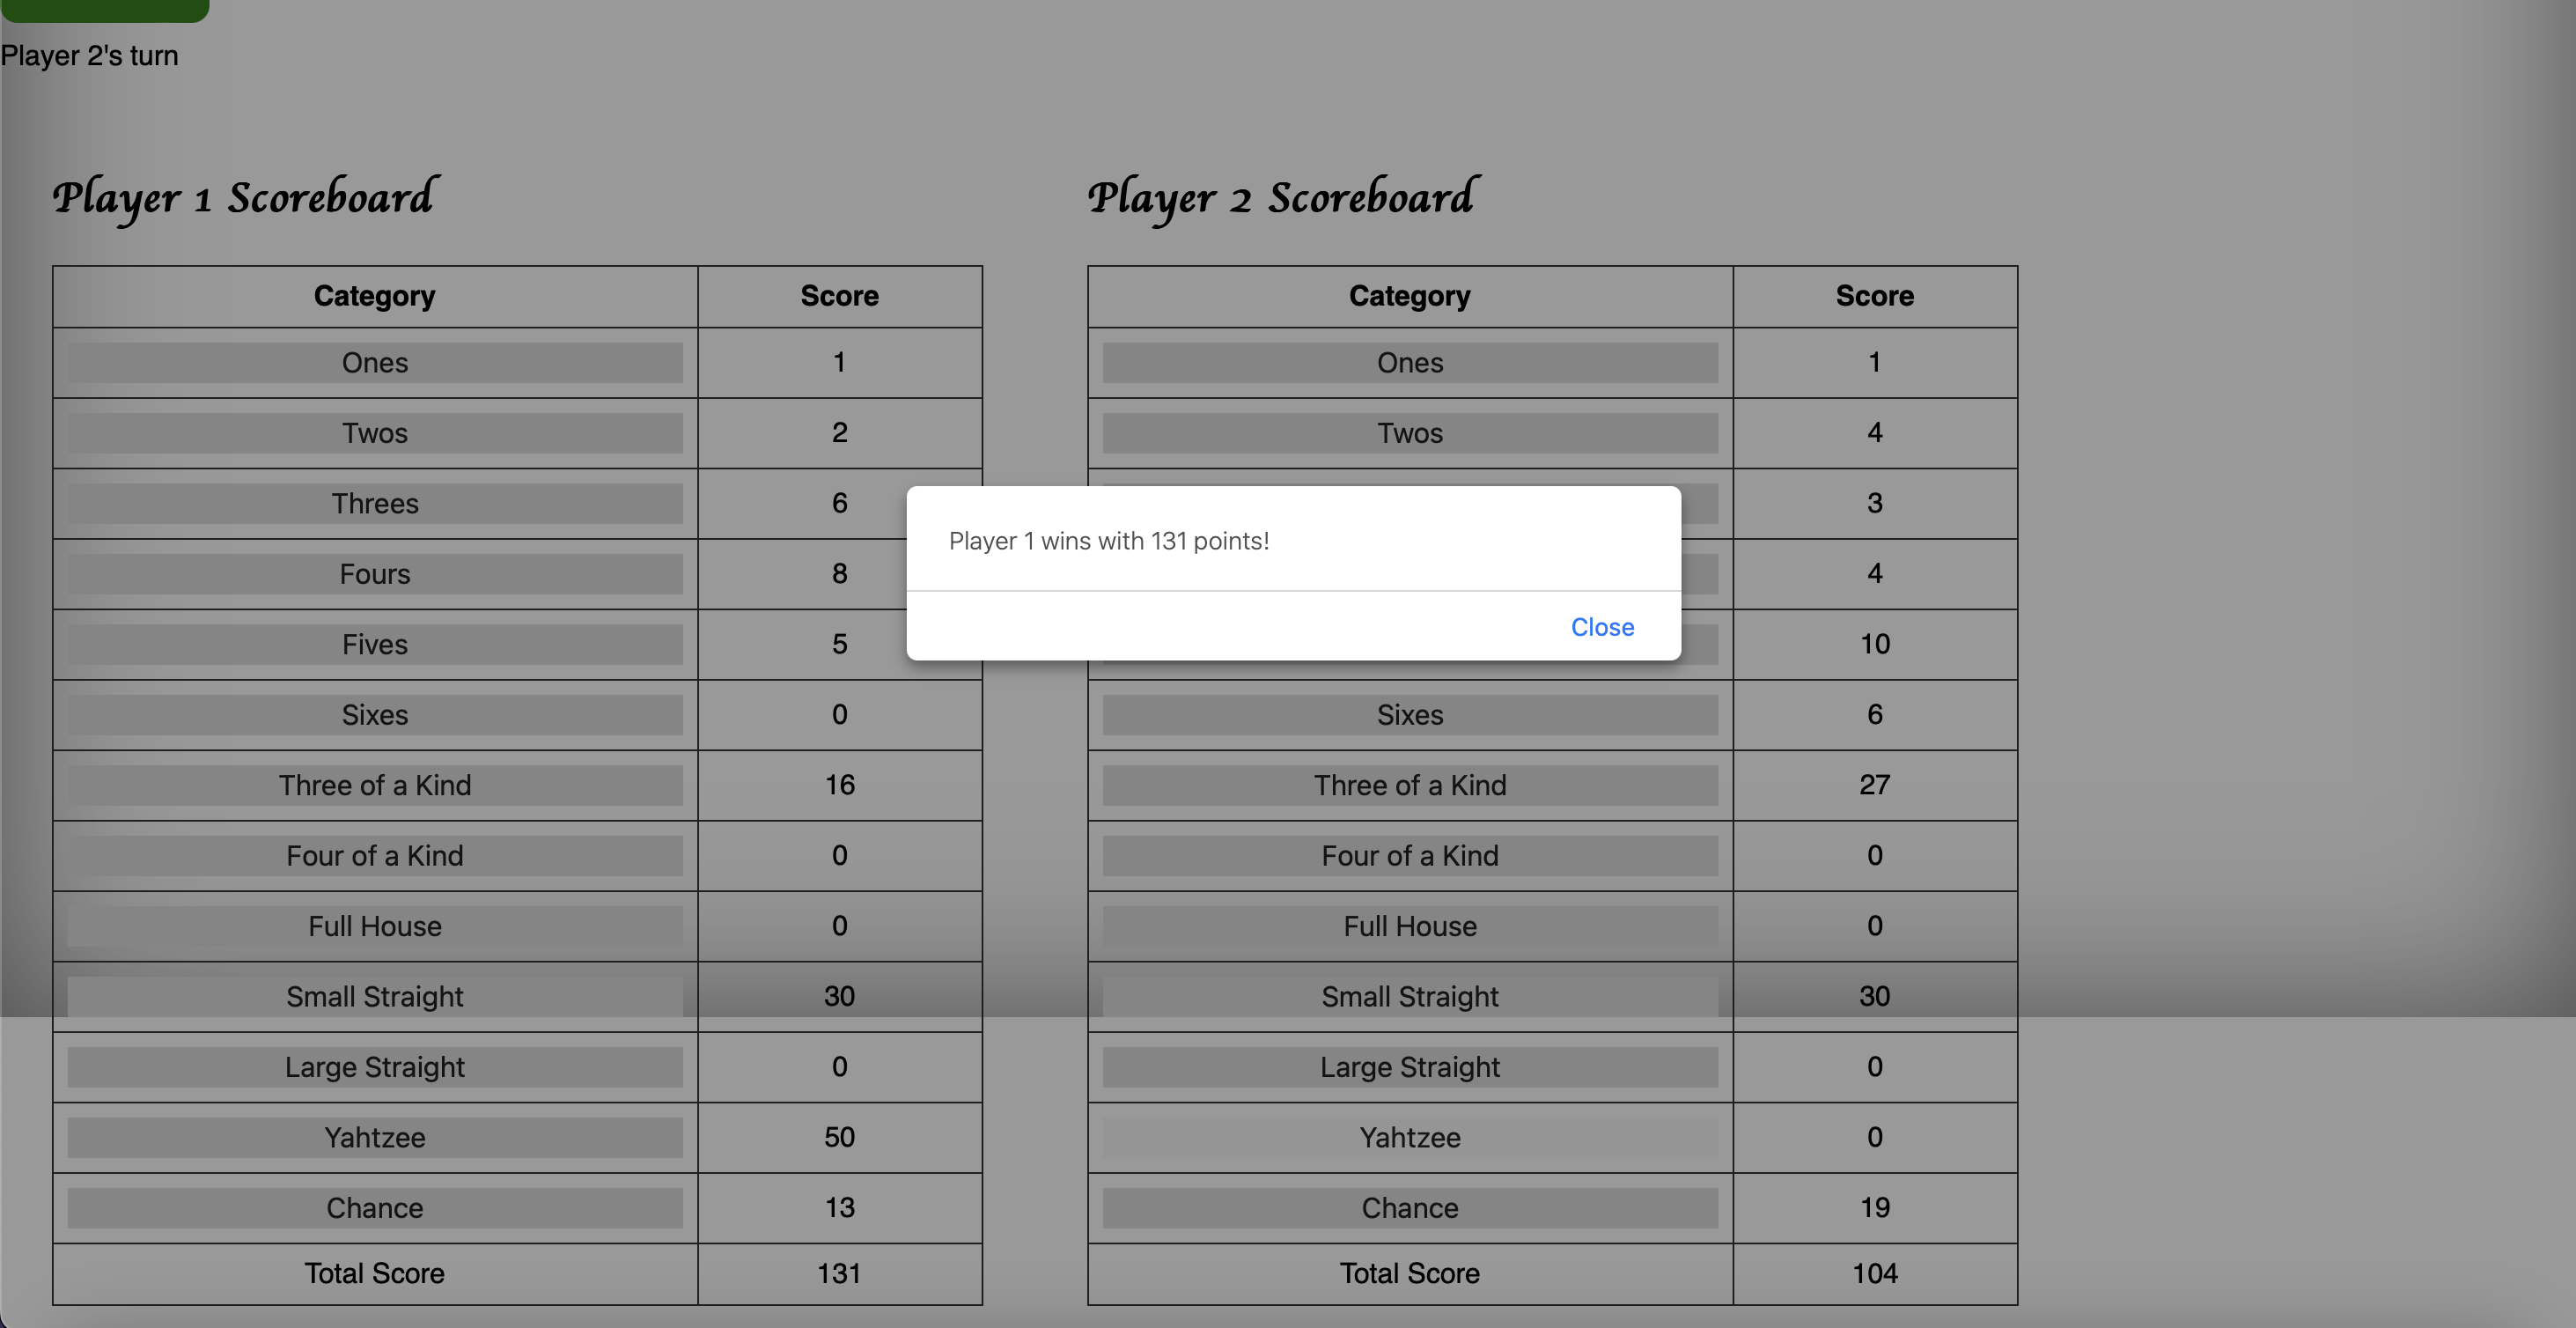 Player 2's turn
Player 1 Scoreboard
Category Score
Ones 1
Twos 2
Threes 6
Fours 8
Fives 5
Sixes 0
Three of a Kind 16
Four of a Kind 0
Full House 0
Small Straight 30
Large Straight 0
Yahtzee 50
Chance 13
Total Score 131
Player 2 Scoreboard
Category Score
Ones 1
Twos 4
3
4
10
Sixes 6
Three of a Kind 27
Four of a Kind 0
Full House 0
Small Straight 30
Large Straight 0
Yahtzee 0
Chance 19
Total Score 104
Player 1 wins with 131 points!
Close